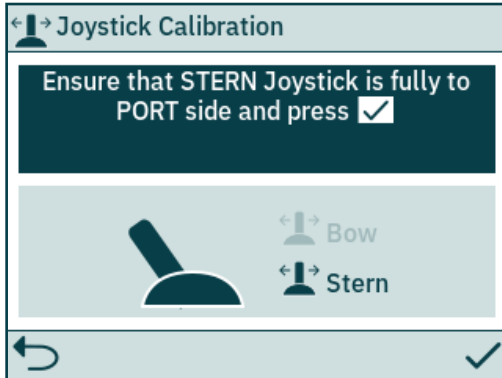 Joystick Calibration
Ensure that STERN Joystick is fully to
PORT side and press
Bow
Stern